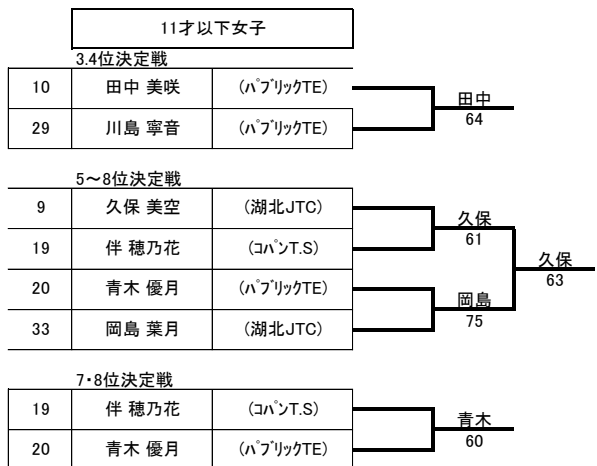 11才以下女子
3.4位決定戦
10 田中 美咲 (ﾊﾟﾌﾞﾘｯｸTE)
田中
29 川島 寧音 (ﾊﾟﾌﾞﾘｯｸTE)
64
5～8位決定戦
9 久保 美空 (湖北JTC)
久保
19 伴 穂乃花 (ｺﾊﾟﾝT.S)
61
久保
20 青木 優月 (ﾊﾟﾌﾞﾘｯｸTE)
63
岡島
33 岡島 葉月 (湖北JTC)
75
7･8位決定戦
19 伴 穂乃花 (ｺﾊﾟﾝT.S)
青木
20 青木 優月 (ﾊﾟﾌﾞﾘｯｸTE)
60